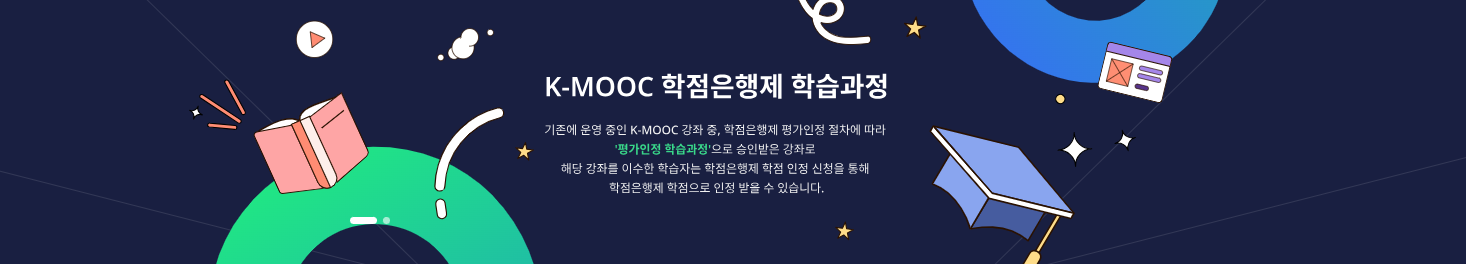 K-MOOC 학점은행제 학습과정
기존에 운영 중인 K-MOOC 강좌 중, 학점은행제 평가인정 절차에 따라
'평가인정 학습과정'으로 승인받은 강좌로
해당 강좌를 이수한 학습자는 학점은행제 학점 인정 신청을 통해
학점은행제 학점으로 인정 받을 수 있습니다.